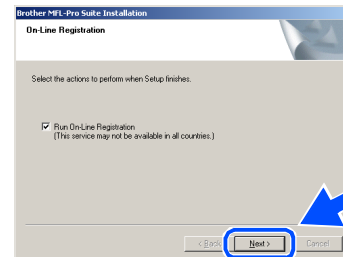 Brother MFL-Pro Suite Installation
On-Line Registration
Select the actions to perform when Setup finishes.
Run On-Line Registration
(This service may not be available in all countries.)
< Back
Next >
Cancel